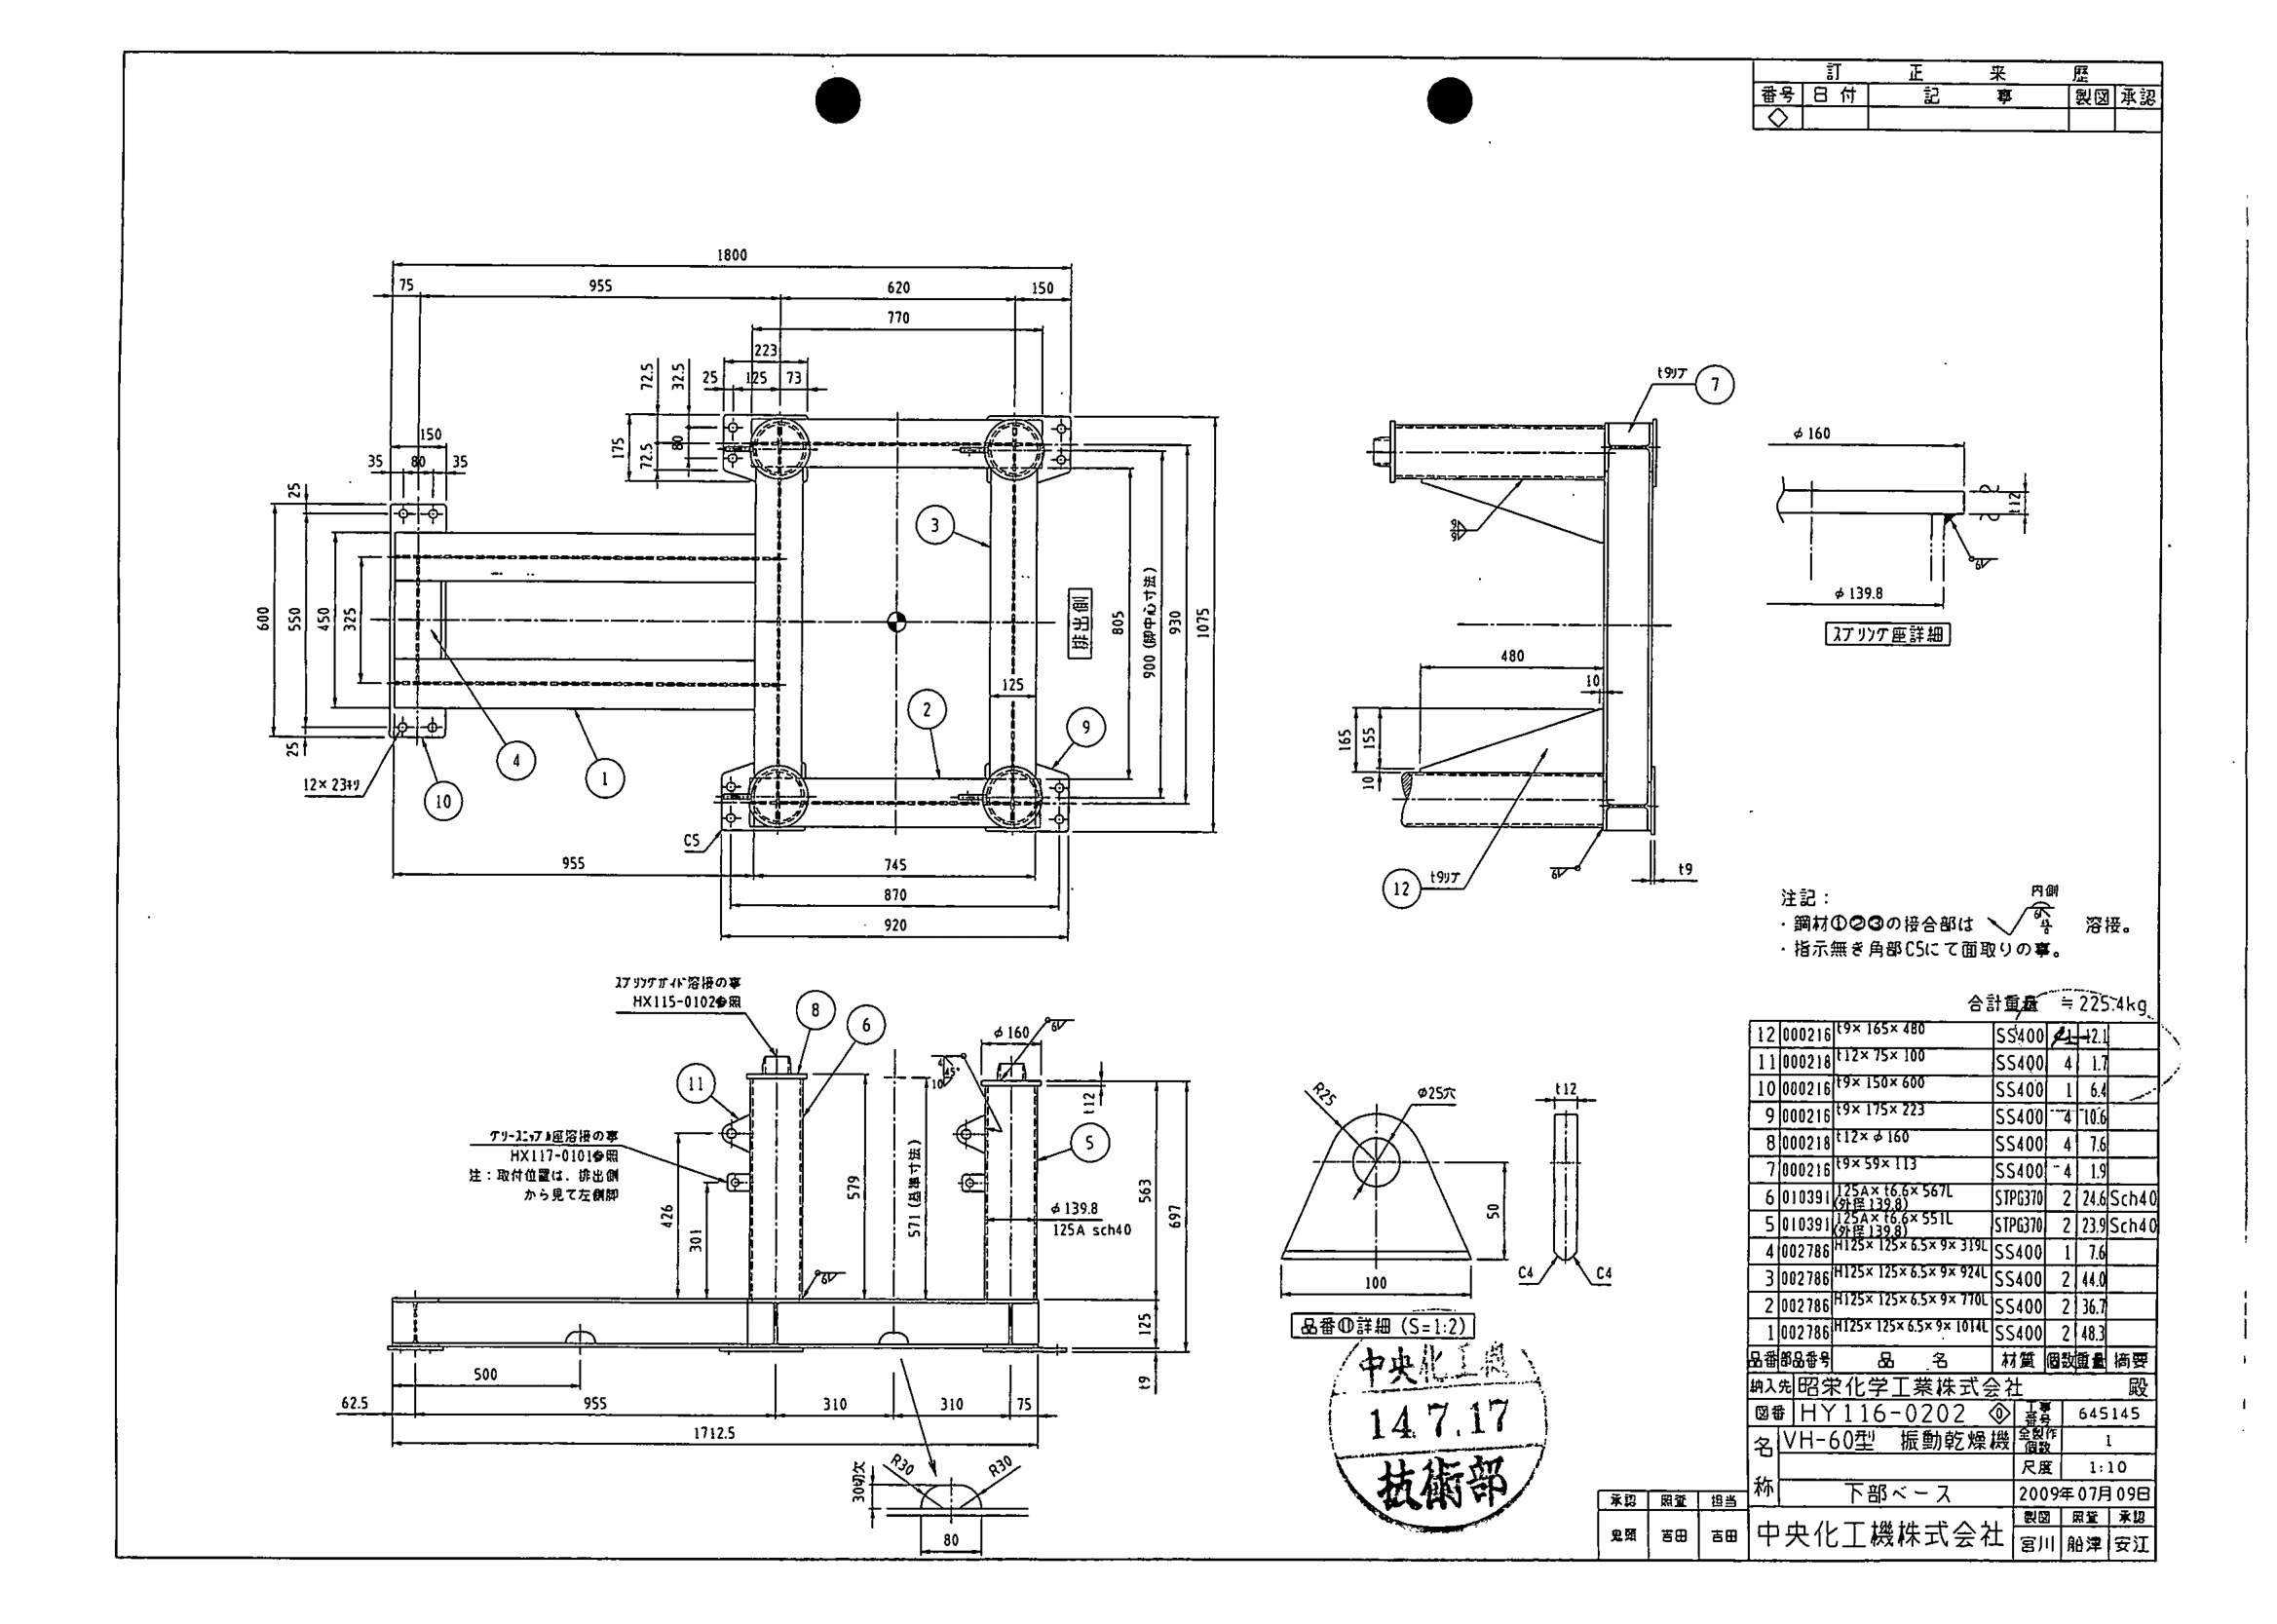 訂正来歴
番号 日付 記事 製図 承認
1800
75 955 620 150
770
223
25 125 73
72.5 32.5
175 72.5 80
150
35 80 35
25
600 550 450 325
25
12×23キリ
10
4
1
3
2
9
125
排出側
805
900(脚中心寸法)
930
1075
C5
955 745
870
920
t9リブ 7
9
9
480
10
165 155
10
12 t9リブ
6
t9
φ160
t12
6
φ139.8
スプリング座詳細
注記:
・鋼材①②③の接合部は 内側 6 溶接。
・指示無き角部C5にて面取りの事。
スプリングガイド溶接の事
HX115-0102参照
8
6
11
グリースニップル座溶接の事
HX117-0101参照
注:取付位置は、排出側
から見て左側脚
426
301
579
571(基準寸法)
45°
10
φ160
6
t12
5
φ139.8
125A sch40
563
697
125
t9
6
500
62.5 955 310 310 75
1712.5
30切欠
R30 R30
80
R25
φ25穴
50
100
t12
C4 C4
品番⑪詳細 (S=1:2)
中央化工機
14.7.17
技術部
合計重量 ≒225.4kg
12 000216 t9×165×480 SS400 12.1
11 000218 t12×75×100 SS400 4 1.7
10 000216 t9×150×600 SS400 1 6.4
9 000216 t9×175×223 SS400 4 10.6
8 000218 t12×φ160 SS400 4 7.6
7 000216 t9×59×113 SS400 4 1.9
6 010391 125A×t6.6×567L (外径139.8) STPG370 2 24.6 Sch40
5 010391 125A×t6.6×551L (外径139.8) STPG370 2 23.9 Sch40
4 002786 H125×125×6.5×9×319L SS400 1 7.6
3 002786 H125×125×6.5×9×924L SS400 2 44.0
2 002786 H125×125×6.5×9×770L SS400 2 36.7
1 002786 H125×125×6.5×9×1014L SS400 2 48.3
品番 部品番号 品名 材質 個数 重量 摘要
納入先 昭栄化学工業株式会社 殿
図番 HY116-0202 0 工事番号 645145
名称 VH-60型 振動乾燥機 全製作個数 1
尺度 1:10
下部ベース 2009年07月09日
中央化工機株式会社
製図 照査 承認
宮川 船津 安江
承認 照査 担当
鬼頭 吉田 吉田